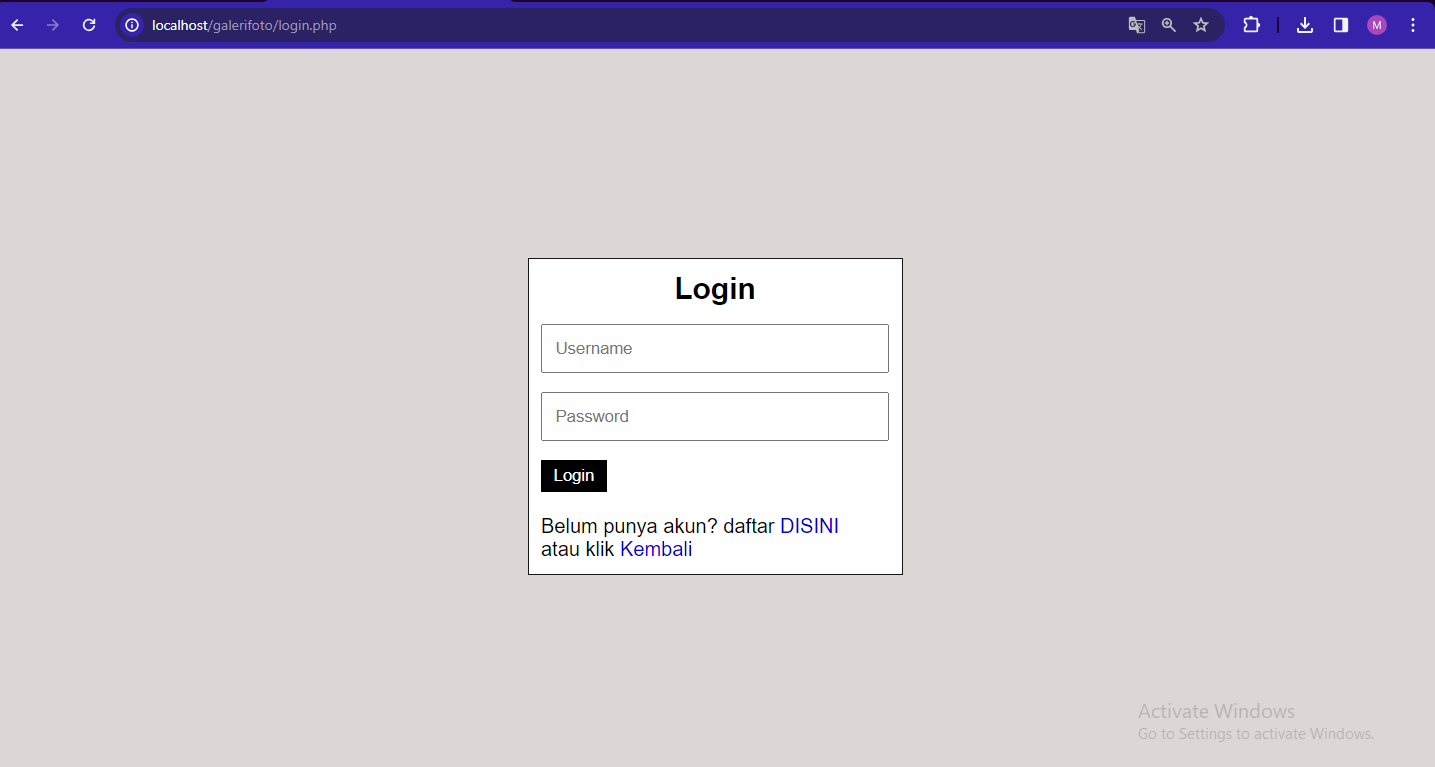 localhost/galerifoto/login.php
M
Login
Username
Password
Login
Belum punya akun? daftar DISINI
atau klik Kembali
Activate Windows
Go to Settings to activate Windows.